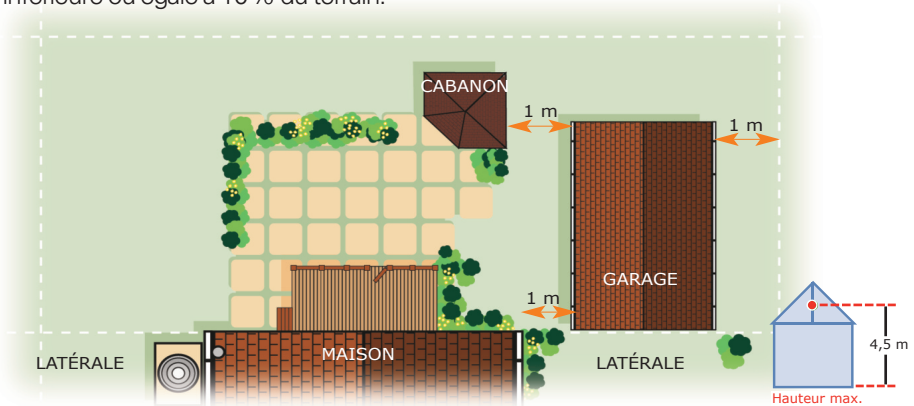 inférieure ou égale à 10 % du terrain.
CABANON
1 m
1 m
GARAGE
1 m
MAISON
LATÉRALE
LATÉRALE
4,5 m
Hauteur max.